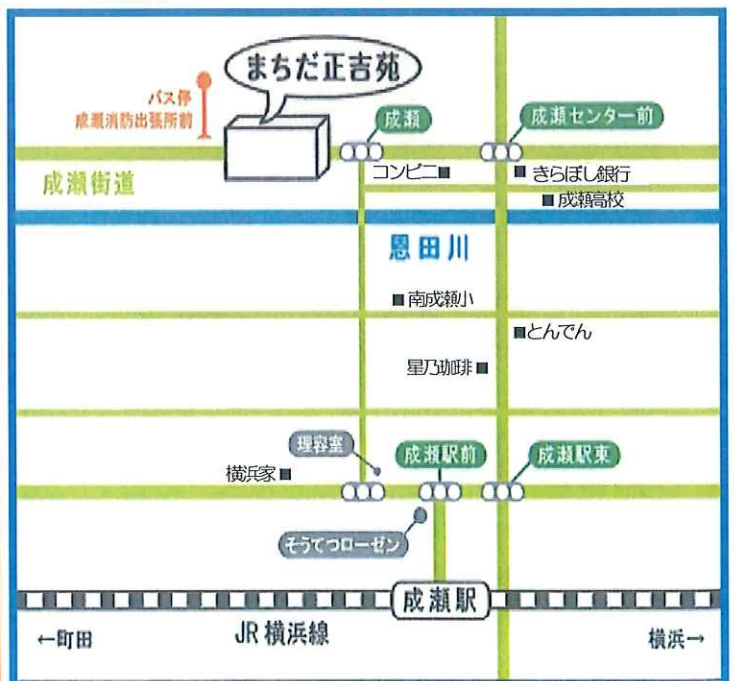 まちだ正吉苑
バス停
成瀬消防出張所前
成瀬
成瀬センター前
コンビニ■
■ きらぼし銀行
成瀬街道
■成瀬高校
恩田川
■南成瀬小
■とんでん
星乃珈琲■
理容室
成瀬駅前
成瀬駅東
横浜家■
そうてつローゼン
成瀬駅
←町田
JR横浜線
横浜→